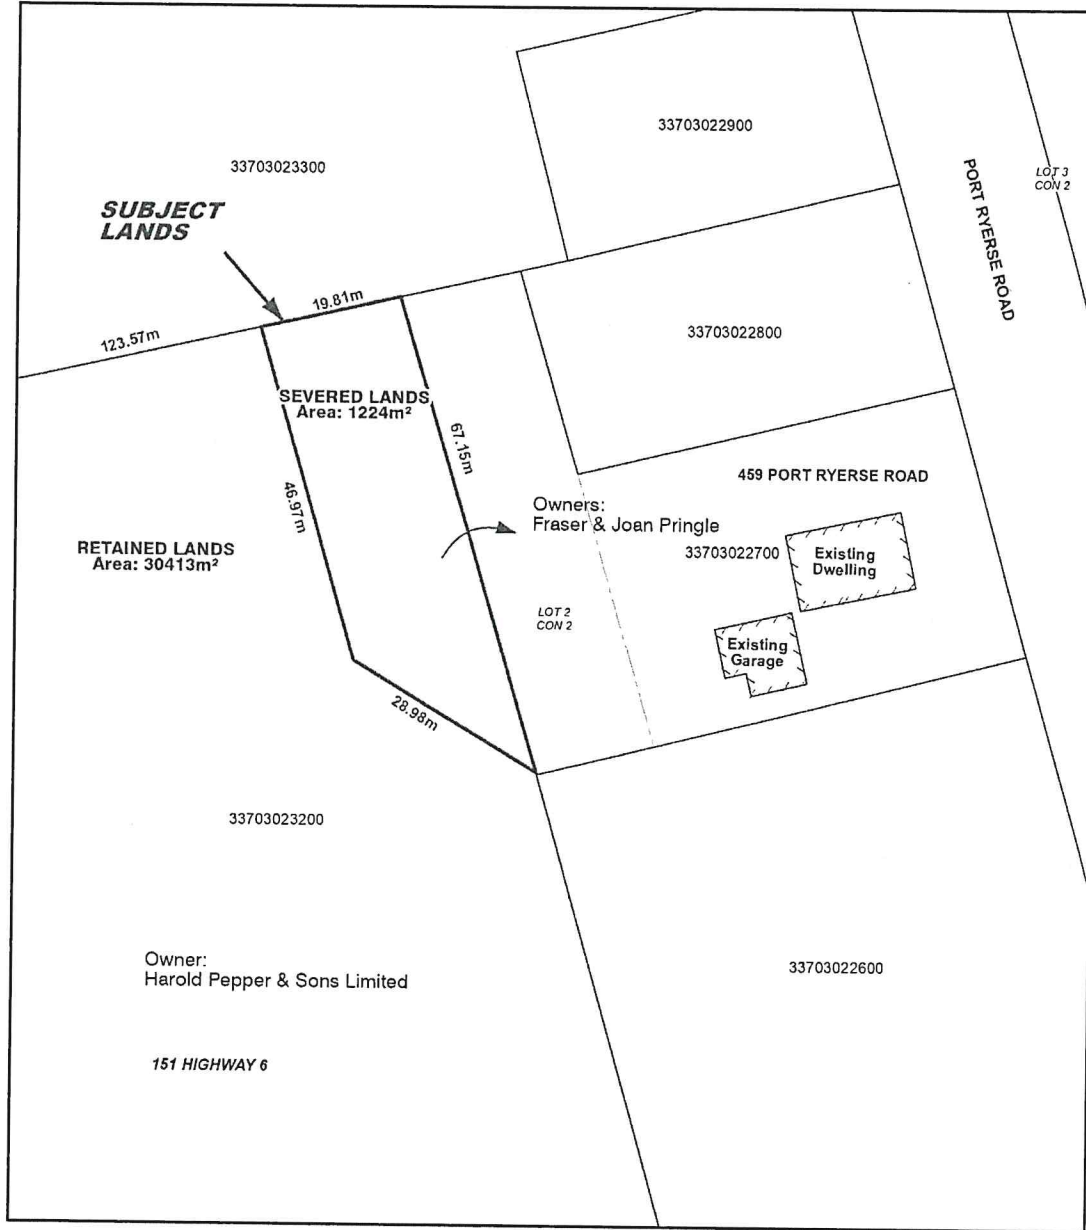 33703022900
33703023300
LOT 3
CON 2
PORT RYERSE ROAD
SUBJECT
LANDS
19.81m
123.57m
33703022800
SEVERED LANDS
Area: 1224m²
67.15m
46.97m
459 PORT RYERSE ROAD
Owners:
Fraser & Joan Pringle
RETAINED LANDS
Area: 30413m²
33703022700
Existing
Dwelling
LOT 2
CON 2
Existing
Garage
28.98m
33703023200
Owner:
Harold Pepper & Sons Limited
33703022600
151 HIGHWAY 6